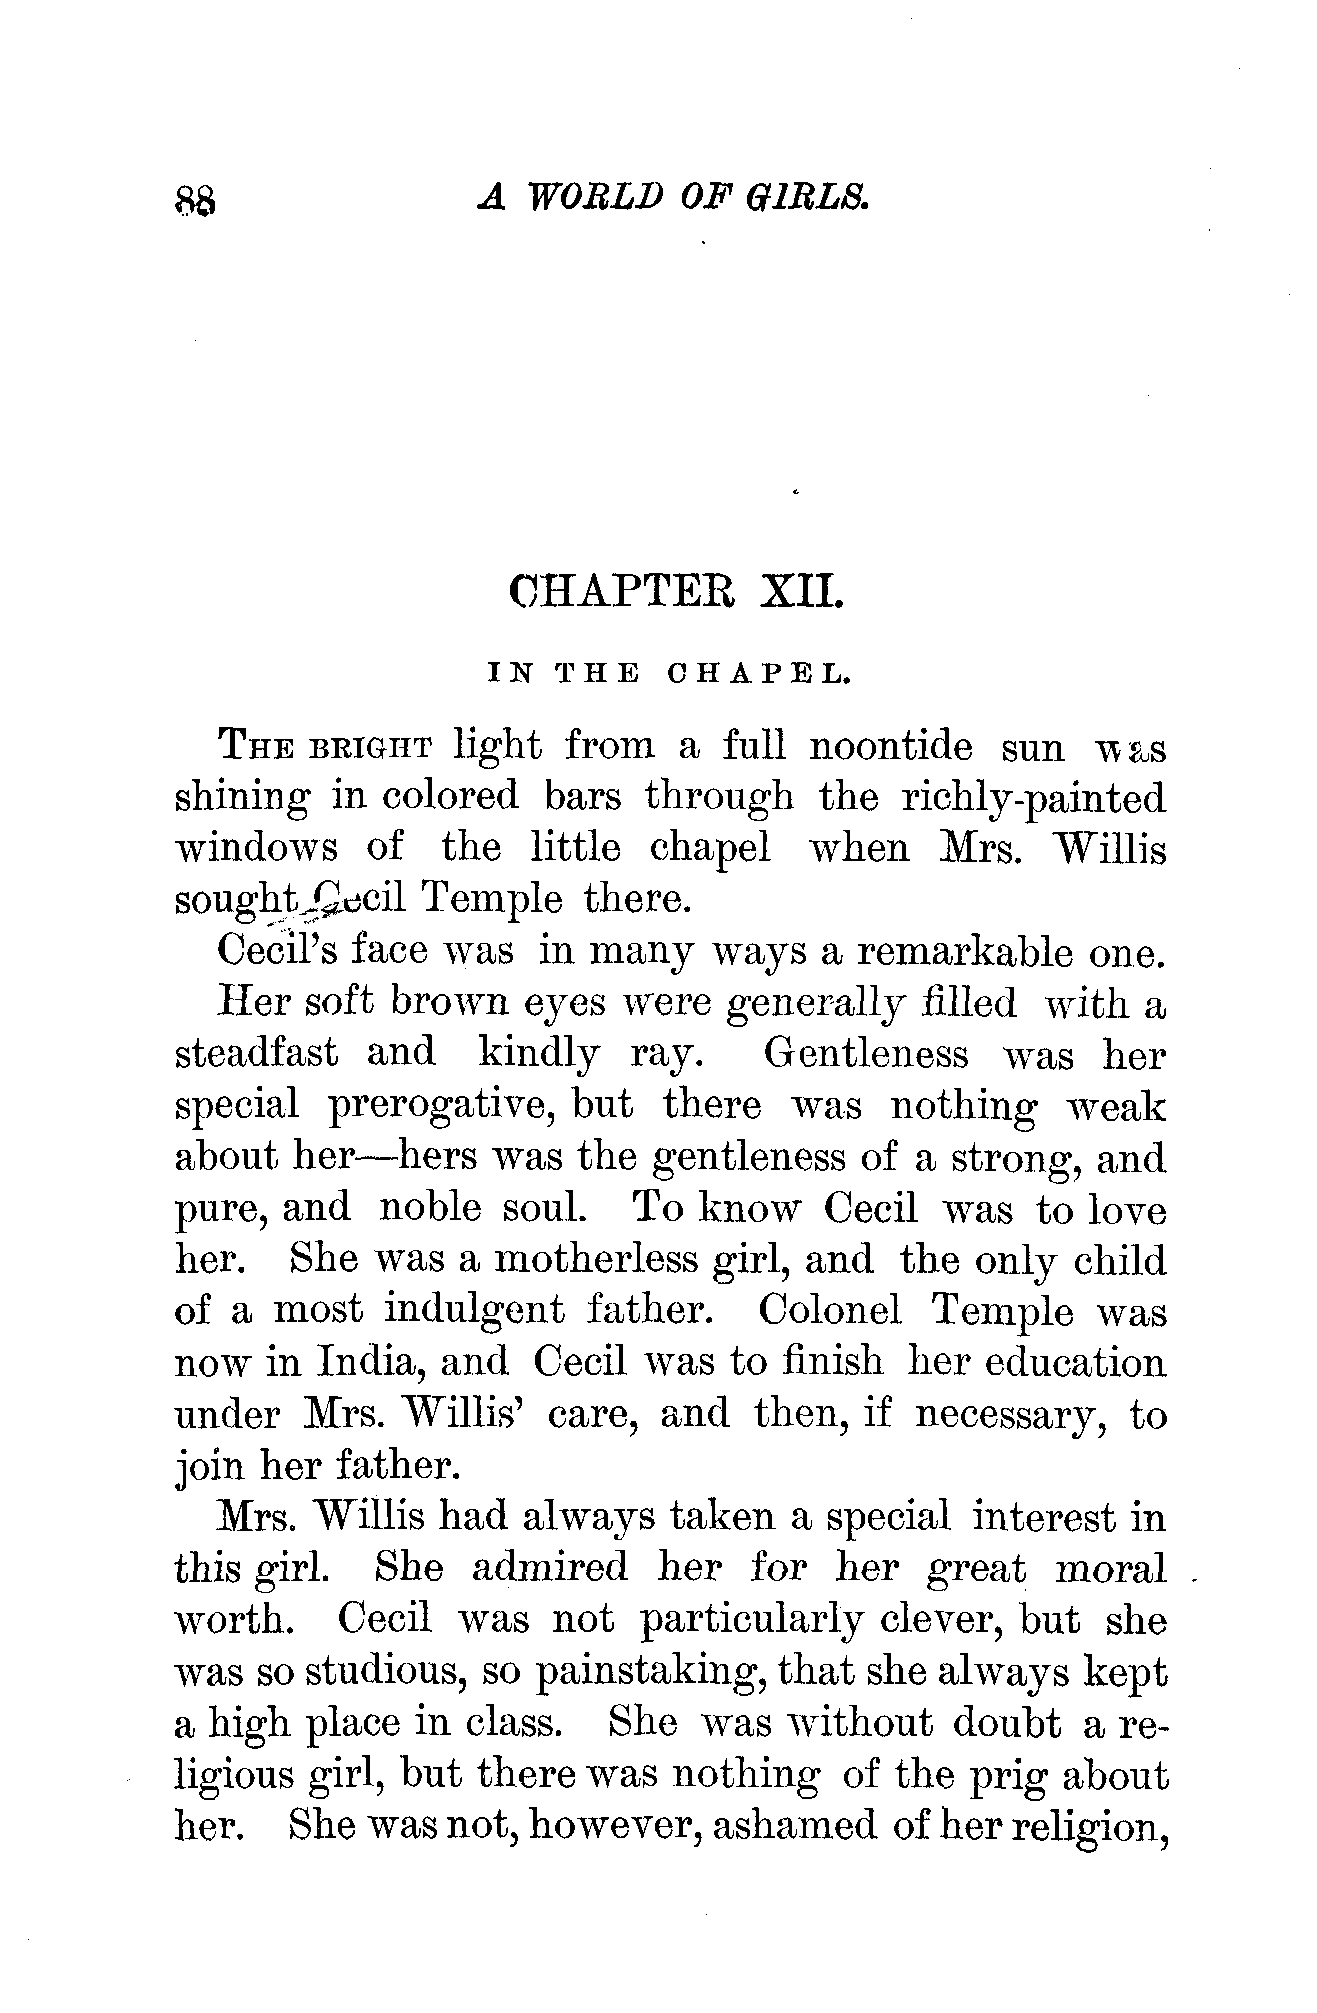 88 A WORLD OF GIRLS.
CHAPTER XII.
IN THE CHAPEL.
THE BRIGHT light from a full noontide sun was
shining in colored bars through the richly-painted
windows of the little chapel when Mrs. Willis
sought Cecil Temple there.
Cecil's face was in many ways a remarkable one.
Her soft brown eyes were generally filled with a
steadfast and kindly ray. Gentleness was her
special prerogative, but there was nothing weak
about her—hers was the gentleness of a strong, and
pure, and noble soul. To know Cecil was to love
her. She was a motherless girl, and the only child
of a most indulgent father. Colonel Temple was
now in India, and Cecil was to finish her education
under Mrs. Willis' care, and then, if necessary, to
join her father.
Mrs. Willis had always taken a special interest in
this girl. She admired her for her great moral
worth. Cecil was not particularly clever, but she
was so studious, so painstaking, that she always kept
a high place in class. She was without doubt a re-
ligious girl, but there was nothing of the prig about
her. She was not, however, ashamed of her religion,